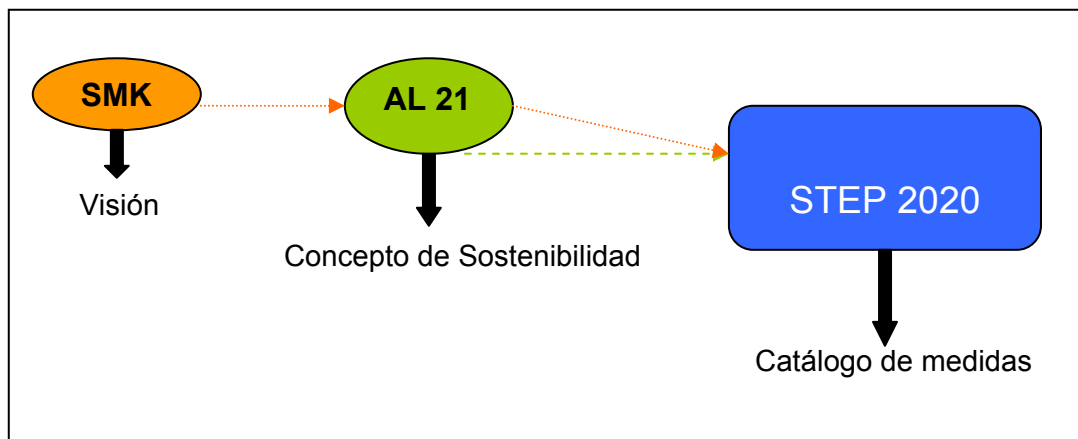 SMK
AL 21
STEP 2020
Visión
Concepto de Sostenibilidad
Catálogo de medidas